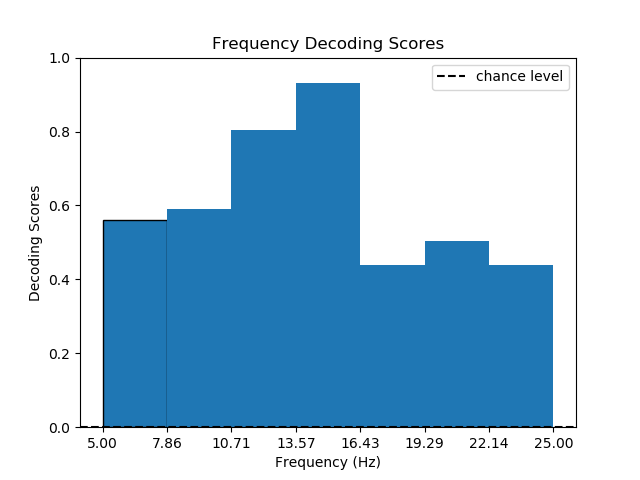 Frequency Decoding Scores
1.0
chance level
0.8
0.6
0.4
0.2
0.0
Decoding Scores
5.00 7.86 10.71 13.57 16.43 19.29 22.14 25.00
Frequency (Hz)